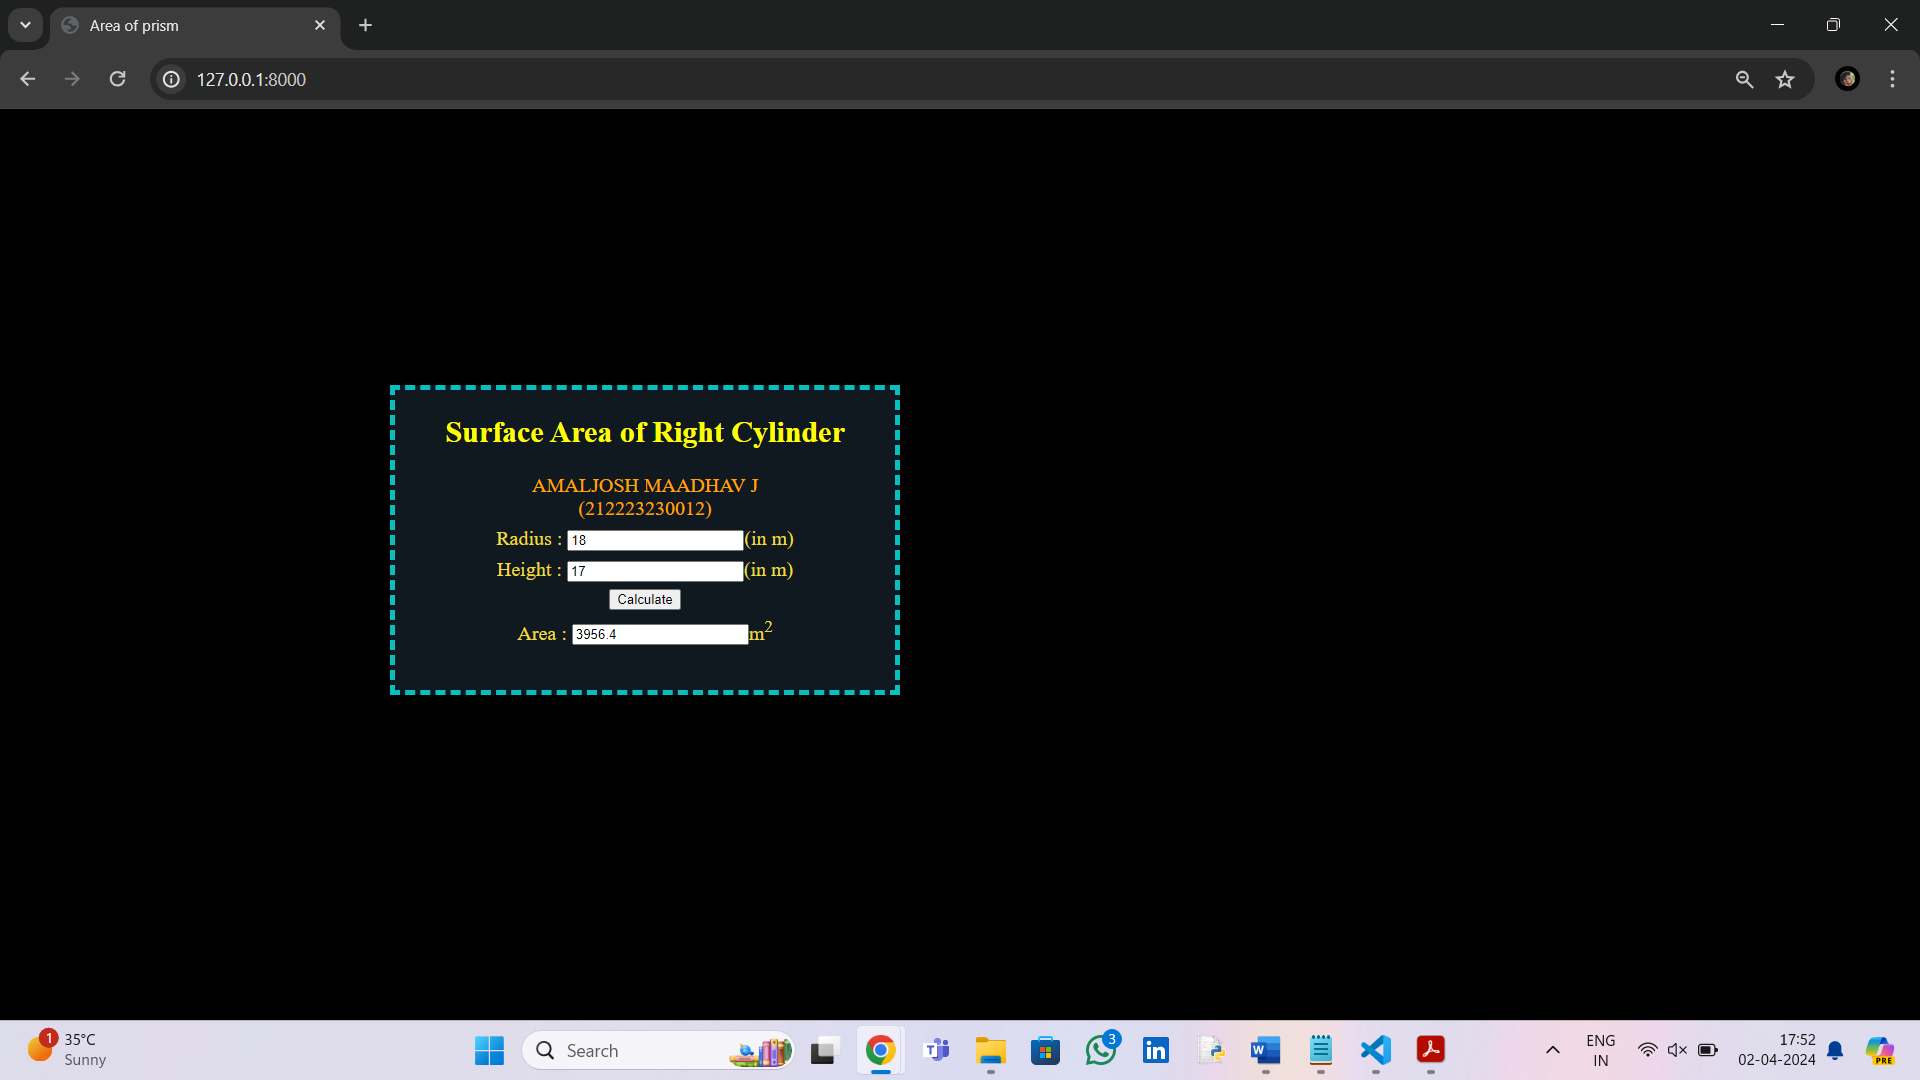 Area of prism
127.0.0.1:8000
Surface Area of Right Cylinder
AMALJOSH MAADHAV J
(212223230012)
Radius : 18 (in m)
Height : 17 (in m)
Calculate
Area : 3956.4 m²
1
35°C
Sunny
Search
3
ENG
IN
17:52
02-04-2024
PRE